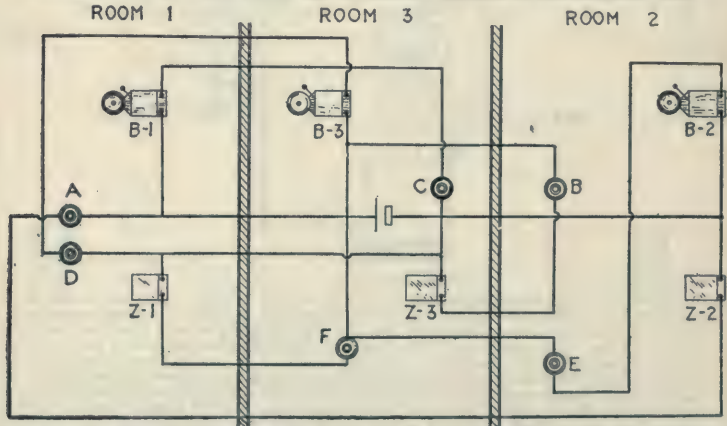 ROOM 1 ROOM 3 ROOM 2
B-1 B-3 B-2
A C B
D
Z-1 Z-3 Z-2
F E